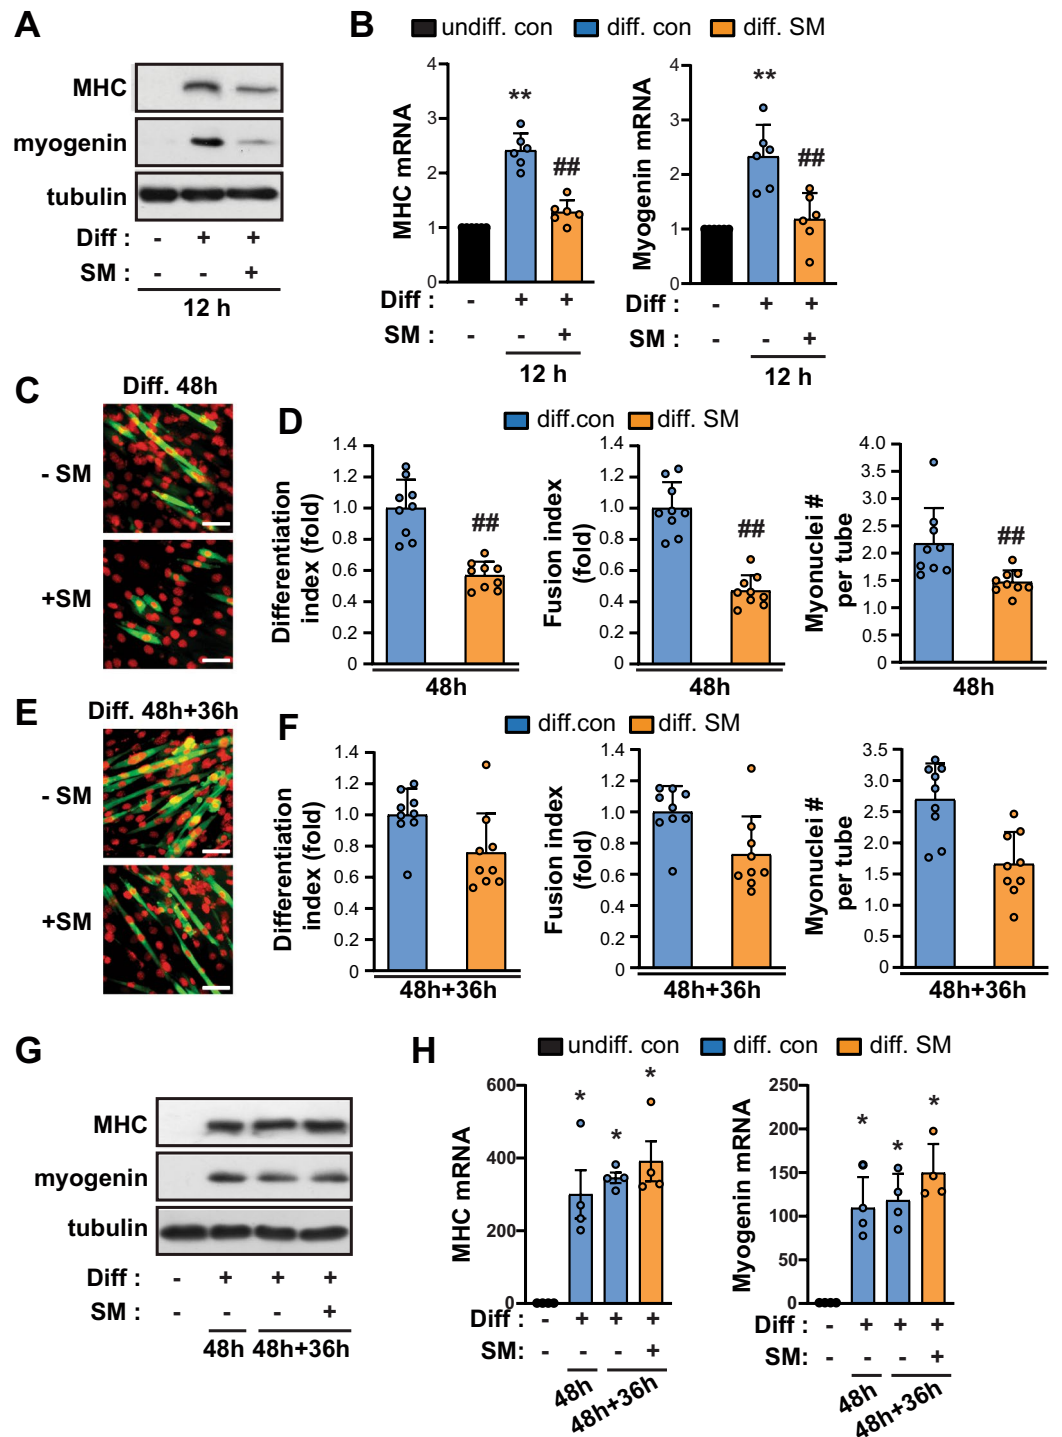 A
MHC
myogenin
tubulin
Diff : - + +
SM : - - +
12 h
B
undiff. con diff. con diff. SM
MHC mRNA
4
3
2
1
0
**
##
Diff : - + +
SM : - - +
12 h
Myogenin mRNA
4
3
2
1
0
**
##
Diff : - + +
SM : - - +
12 h
C
Diff. 48h
- SM
+SM
D
diff.con diff. SM
Differentiation
index (fold)
1.4
1.2
1.0
0.8
0.6
0.4
0.2
0
##
48h
Fusion index
(fold)
1.4
1.2
1.0
0.8
0.6
0.4
0.2
0
##
48h
Myonuclei #
per tube
4.0
3.5
3.0
2.5
2.0
1.5
1.0
0.5
0
##
48h
E
Diff. 48h+36h
- SM
+SM
F
diff.con diff. SM
Differentiation
index (fold)
1.4
1.2
1.0
0.8
0.6
0.4
0.2
0
48h+36h
Fusion index
(fold)
1.4
1.2
1.0
0.8
0.6
0.4
0.2
0
48h+36h
Myonuclei #
per tube
3.5
3.0
2.5
2.0
1.5
1.0
0.5
0
48h+36h
G
MHC
myogenin
tubulin
Diff : - + + +
SM : - - - +
48h 48h+36h
H
undiff. con diff. con diff. SM
MHC mRNA
600
400
200
0
* * *
Diff : - + + +
SM: - - - +
48h 48h+36h
Myogenin mRNA
250
200
150
100
50
0
* * *
Diff : - + + +
SM: - - - +
48h 48h+36h